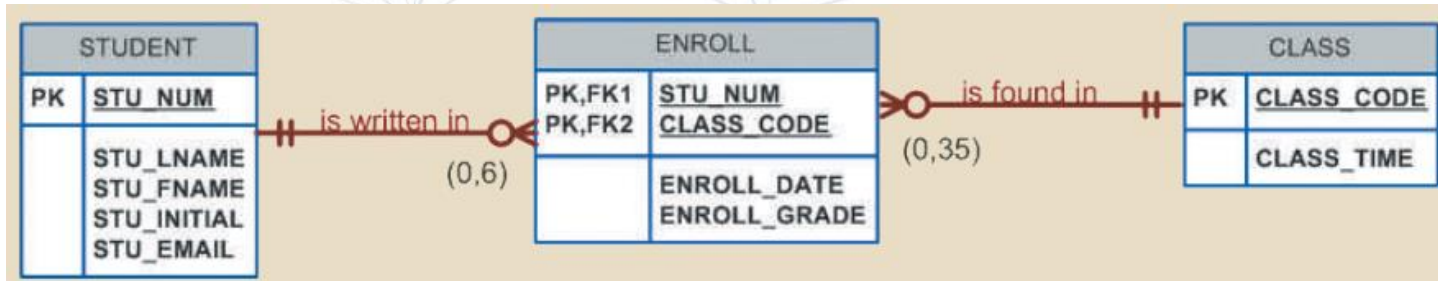 STUDENT
PK STU_NUM
STU_LNAME
STU_FNAME
STU_INITIAL
STU_EMAIL
is written in
(0,6)
ENROLL
PK,FK1 STU_NUM
PK,FK2 CLASS_CODE
ENROLL_DATE
ENROLL_GRADE
is found in
(0,35)
CLASS
PK CLASS_CODE
CLASS_TIME